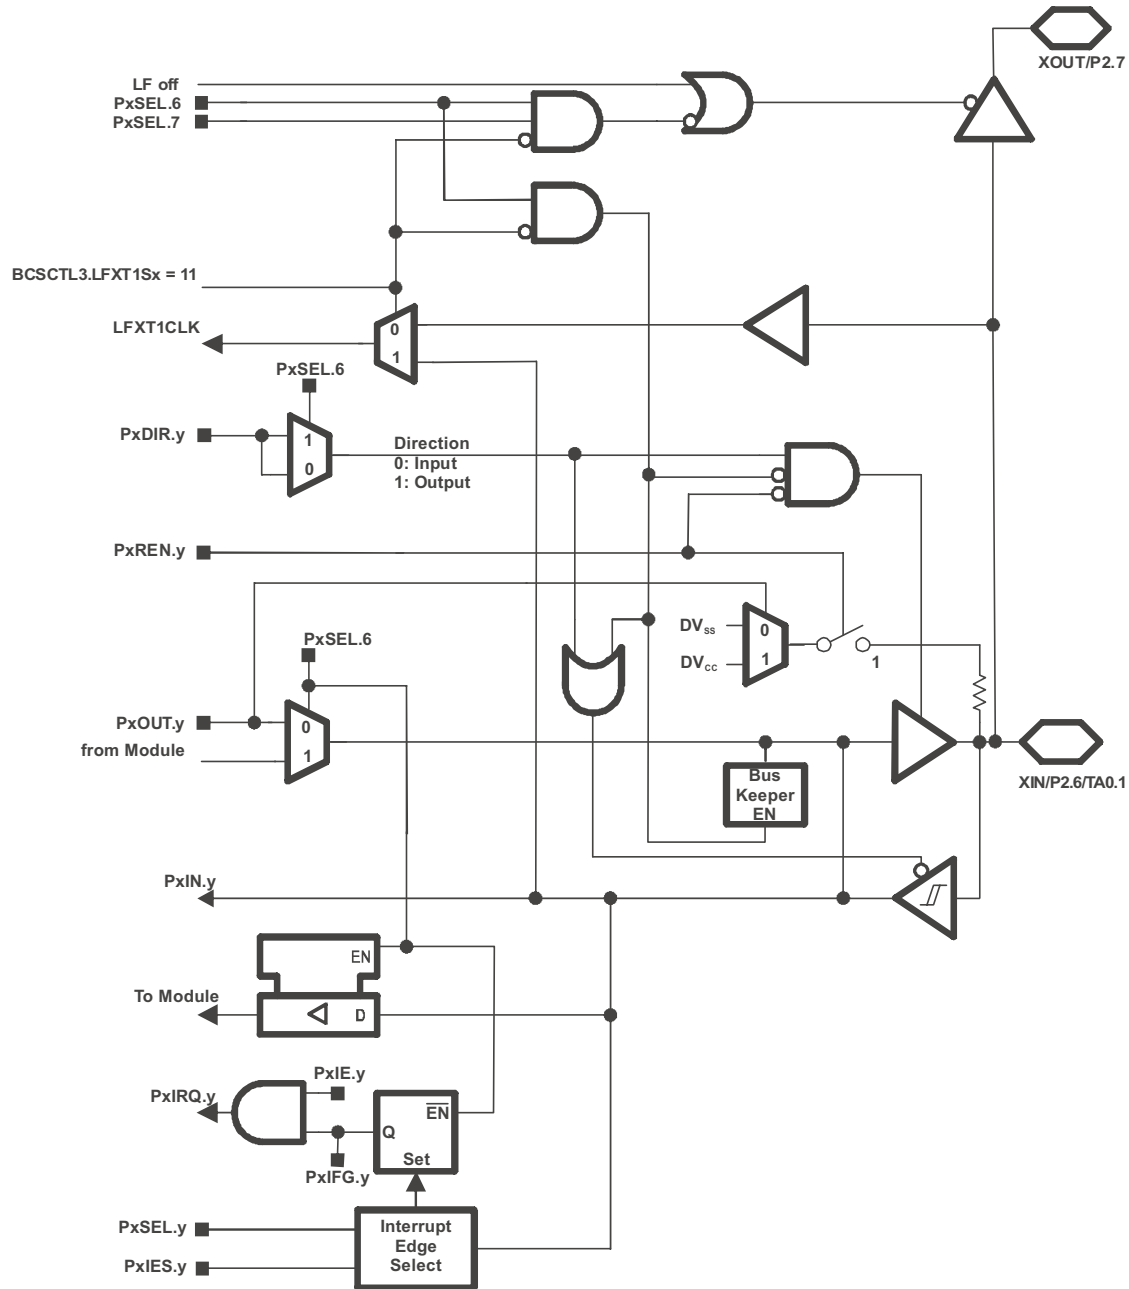 XOUT/P2.7
LF off
PxSEL.6
PxSEL.7
BCSCTL3.LFXT1Sx = 11
LFXT1CLK
0
1
PxSEL.6
PxDIR.y
1
0
Direction
0: Input
1: Output
PxREN.y
PxSEL.6
DVss
DVcc
0
1
1
PxOUT.y
from Module
0
1
Bus
Keeper
EN
XIN/P2.6/TA0.1
PxIN.y
EN
To Module
D
PxIE.y
PxIRQ.y
EN
Q
Set
PxIFG.y
PxSEL.y
PxIES.y
Interrupt
Edge
Select